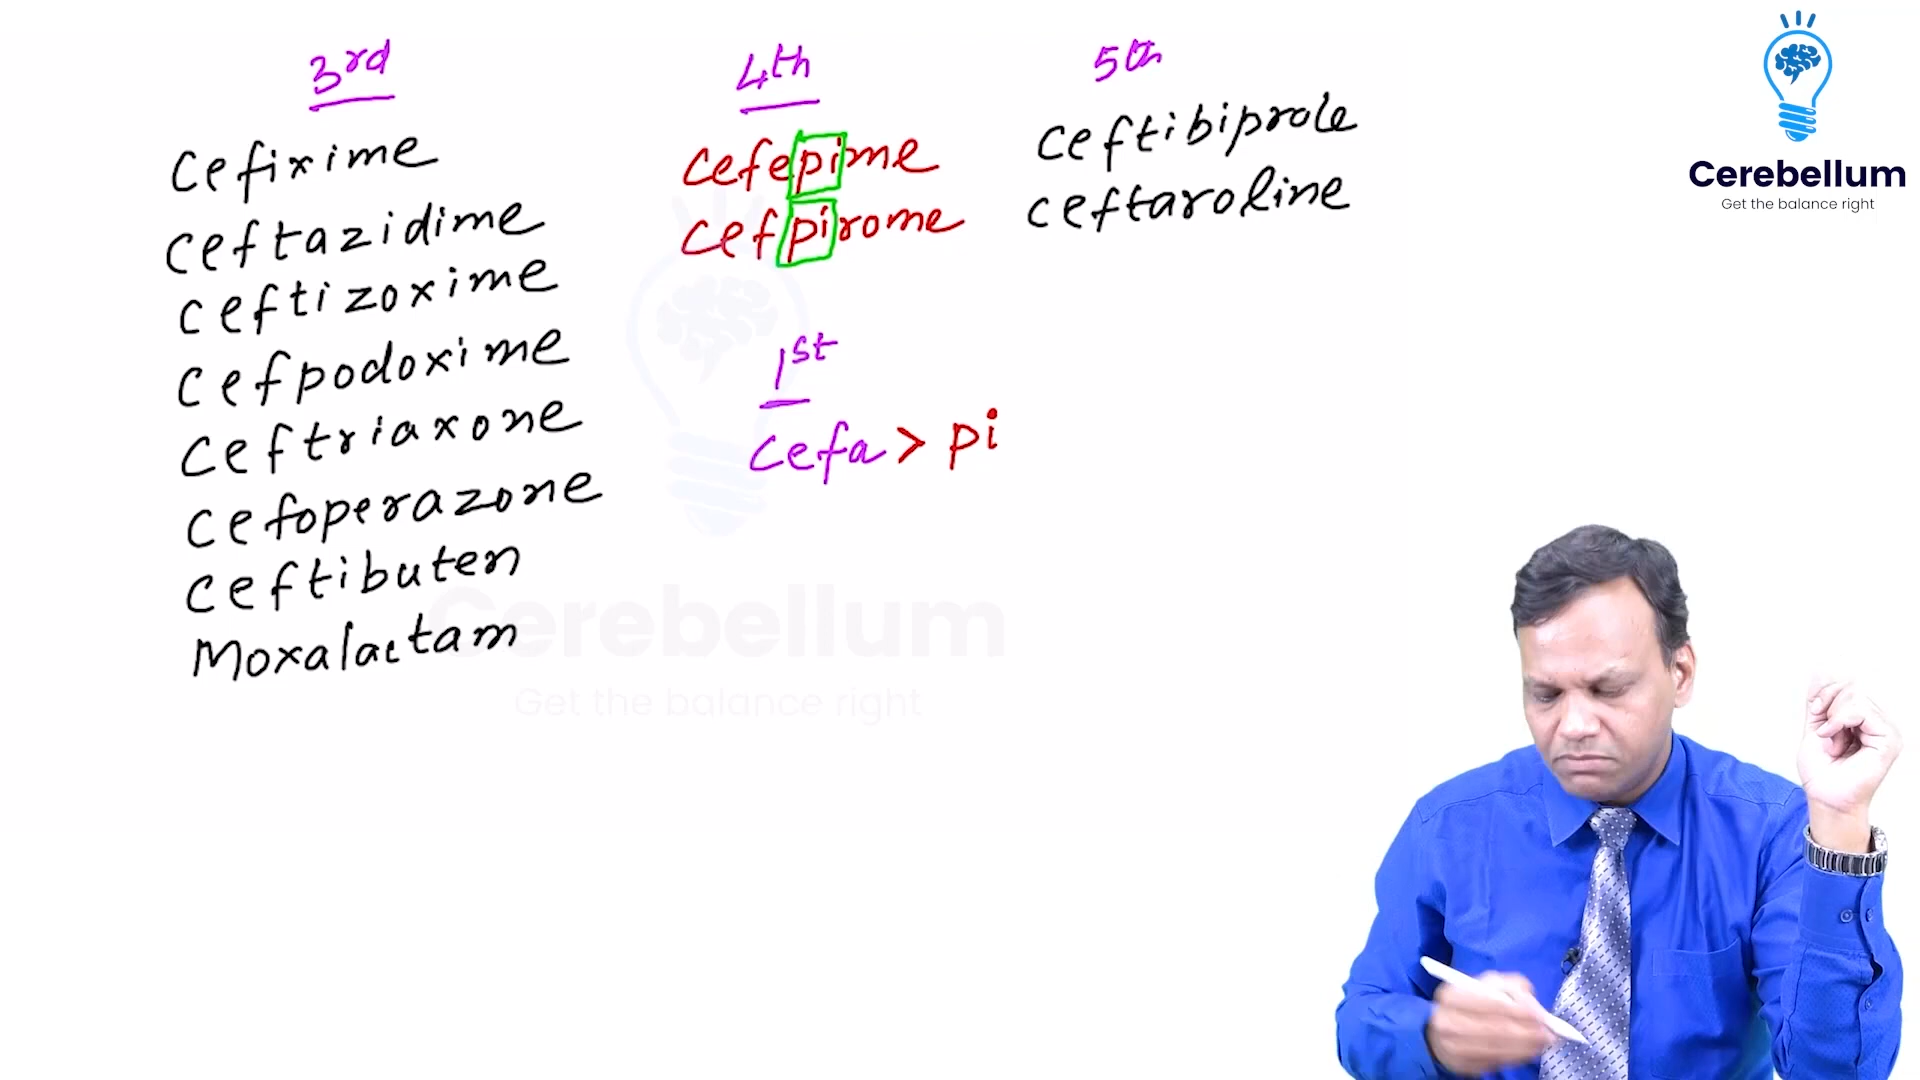 3rd
Cefixime
Ceftazidime
Ceftizoxime
Cefpodoxime
Ceftriaxone
Cefoperazone
Ceftibuten
Moxalactam
4th
Cefepime
Cefpirome
1st
Cefa > pi
5th
Ceftibiprole
Ceftaroline
Cerebellum
Get the balance right
Cerebellum
Get the balance right